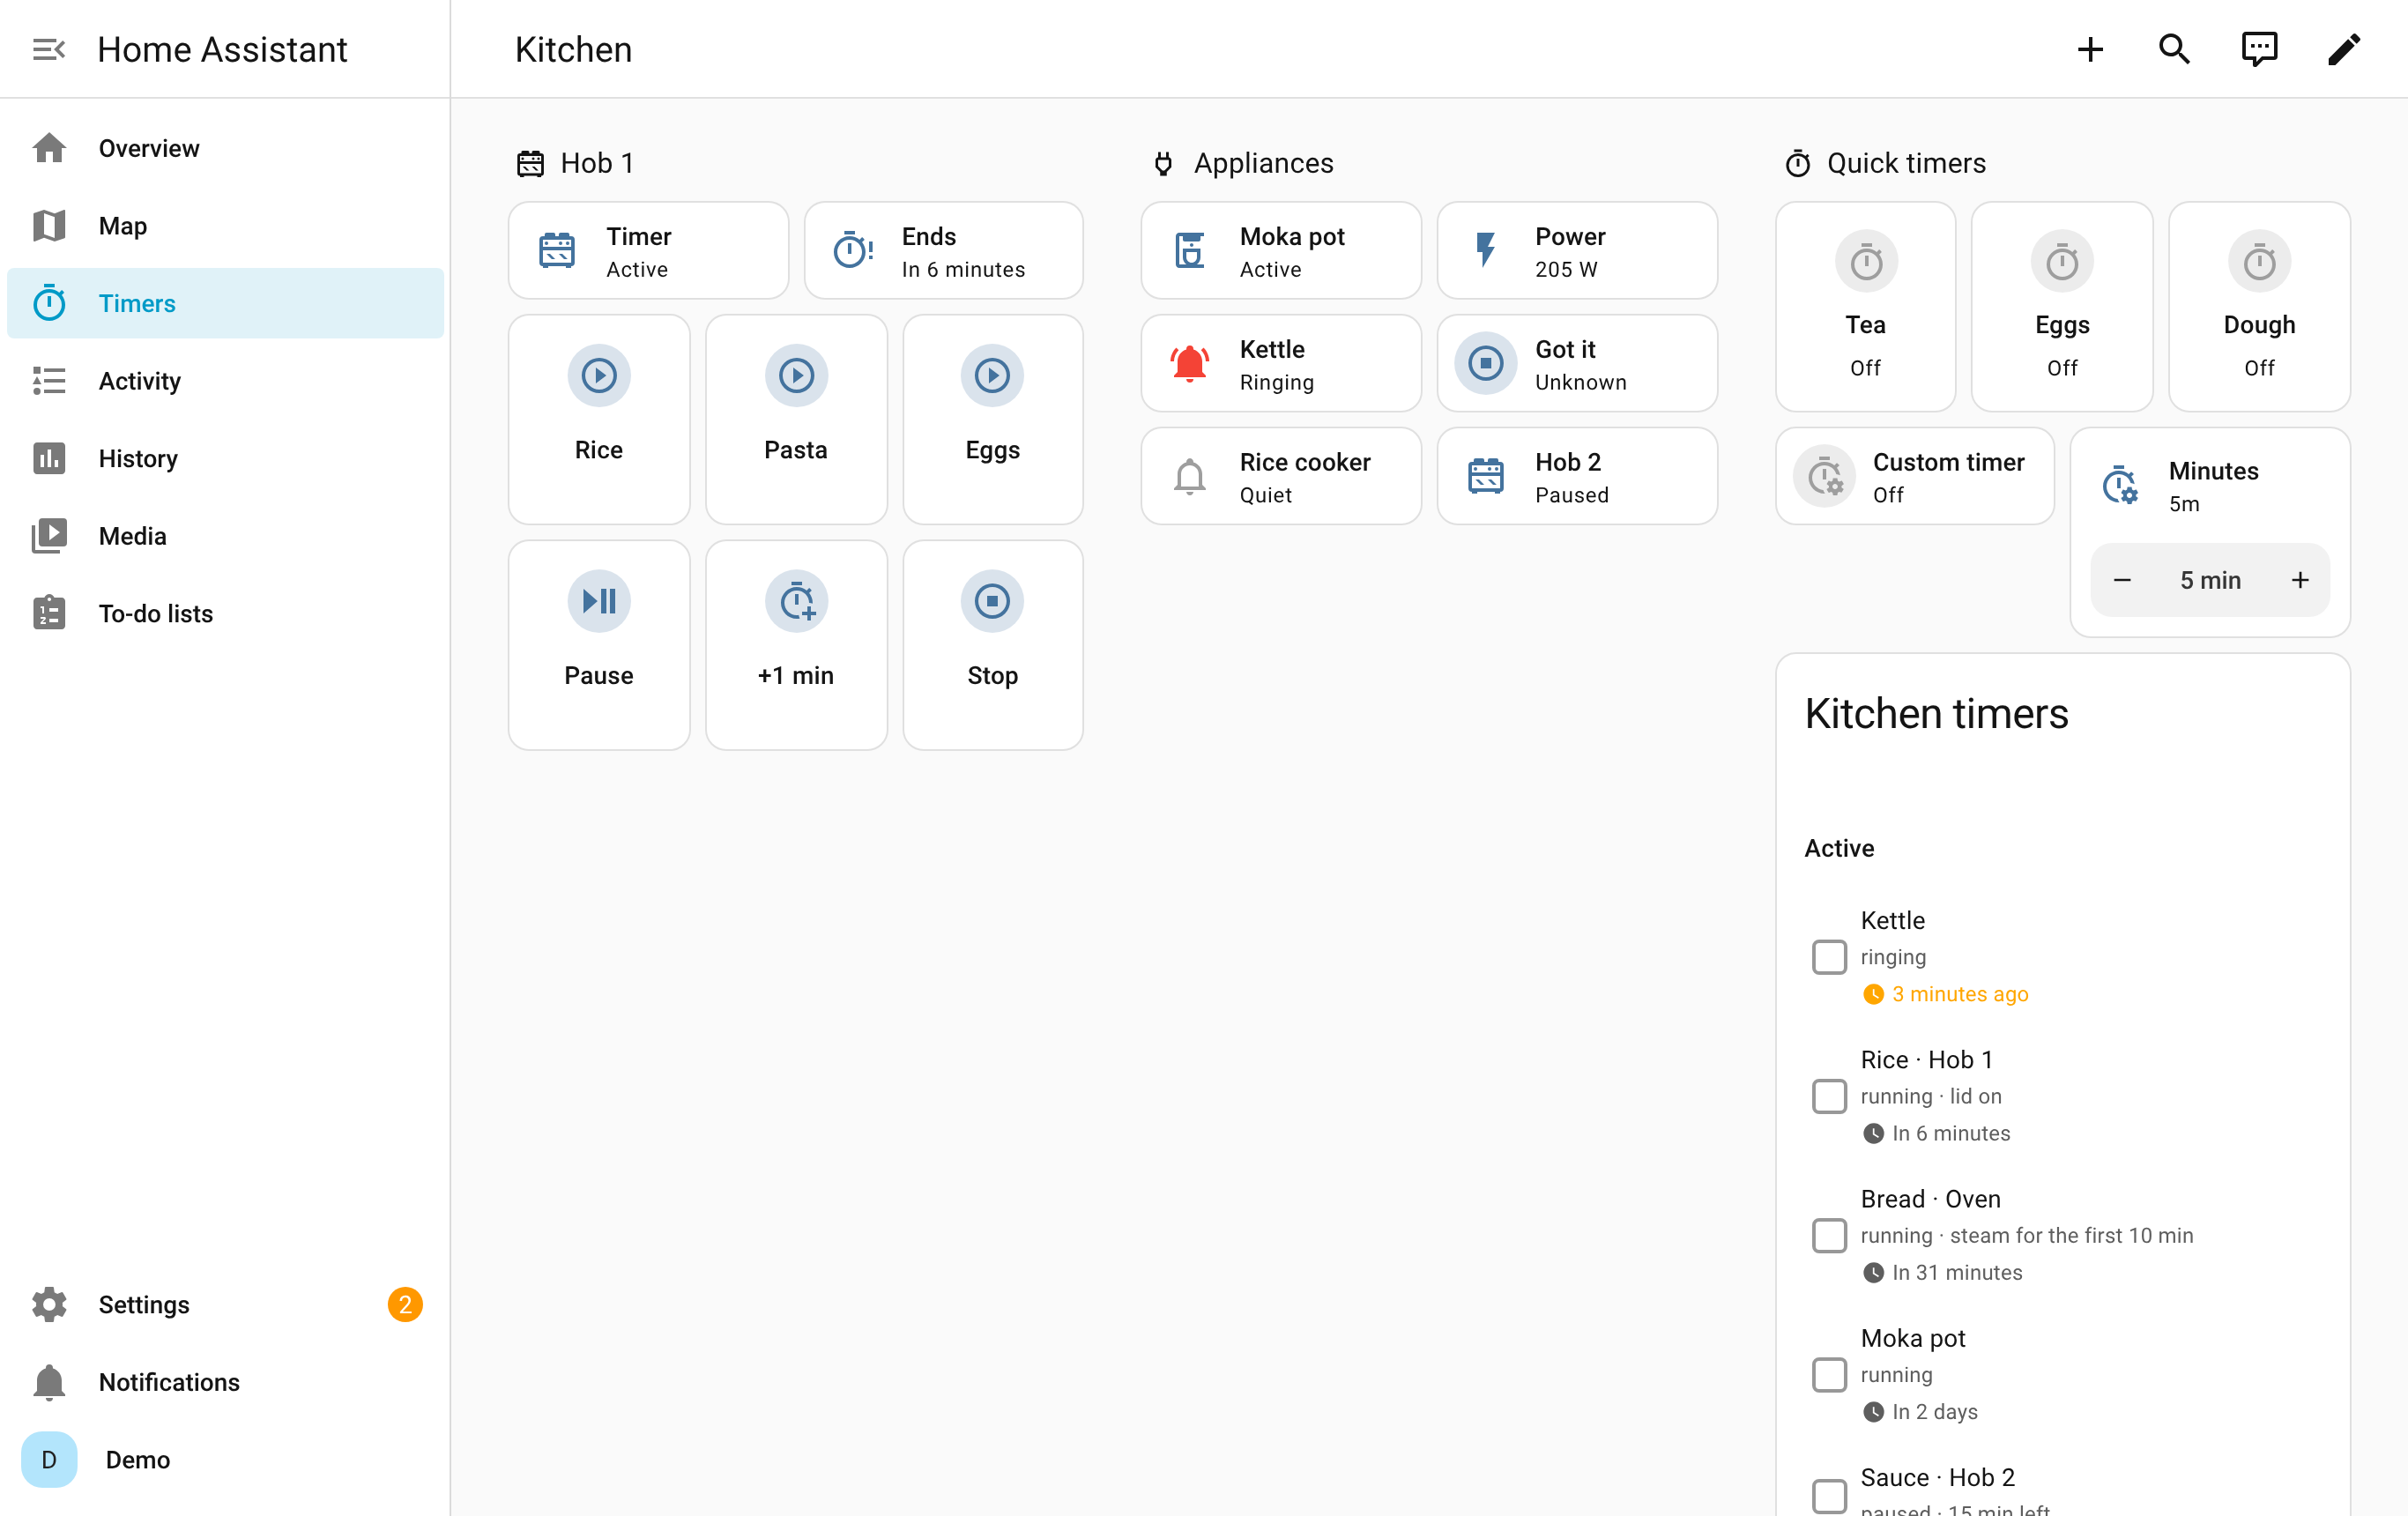 Home Assistant
Overview
Map
Timers
Activity
History
Media
To-do lists
Settings
2
Notifications
D
Demo
Kitchen
Hob 1
Timer
Active
Ends
In 6 minutes
Rice
Pasta
Eggs
Pause
+1 min
Stop
Appliances
Moka pot
Active
Power
205 W
Kettle
Ringing
Got it
Unknown
Rice cooker
Quiet
Hob 2
Paused
Quick timers
Tea
Off
Eggs
Off
Dough
Off
Custom timer
Off
Minutes
5m
5 min
Kitchen timers
Active
Kettle
ringing
3 minutes ago
Rice · Hob 1
running · lid on
In 6 minutes
Bread · Oven
running · steam for the first 10 min
In 31 minutes
Moka pot
running
In 2 days
Sauce · Hob 2
paused · 15 min left